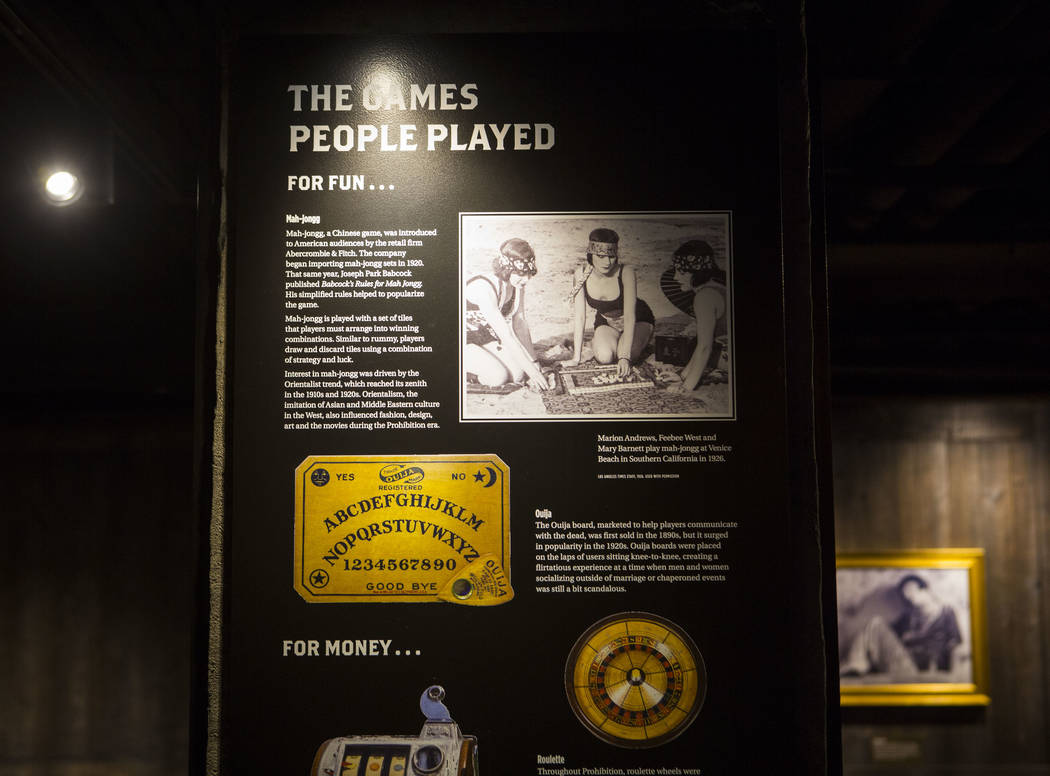 THE GAMES
PEOPLE PLAYED
FOR FUN...
Mah-jongg
Mah-jongg, a Chinese game, was introduced
to American audiences by the retail firm
Abercrombie & Fitch. The company
began importing mah-jongg sets in 1920.
That same year, Joseph Park Babcock
published Babcock's Rules for Mah Jongg.
His simplified rules helped to popularize
the game.
Mah-jongg is played with a set of tiles
that players must arrange into winning
combinations. Similar to rummy, players
draw and discard tiles using a combination
of strategy and luck.
Interest in mah-jongg was driven by the
Orientalist trend, which reached its zenith
in the 1910s and 1920s. Orientalism, the
imitation of Asian and Middle Eastern culture
in the West, also influenced fashion, design,
art and the movies during the Prohibition era.
Marion Andrews, Feebee West and
Mary Barnett play mah-jongg at Venice
Beach in Southern California in 1926.
LOS ANGELES TIMES STAFF, 1926. USED WITH PERMISSION
YES
OUIJA
NO
REGISTERED
ABCDEFGHIJKLM
NOPQRSTUVWXYZ
1234567890
GOOD BYE
OUIJA
Ouija
The Ouija board, marketed to help players communicate
with the dead, was first sold in the 1890s, but it surged
in popularity in the 1920s. Ouija boards were placed
on the laps of users sitting knee-to-knee, creating a
flirtatious experience at a time when men and women
socializing outside of marriage or chaperoned events
was still a bit scandalous.
FOR MONEY...
Roulette
Throughout Prohibition, roulette wheels were